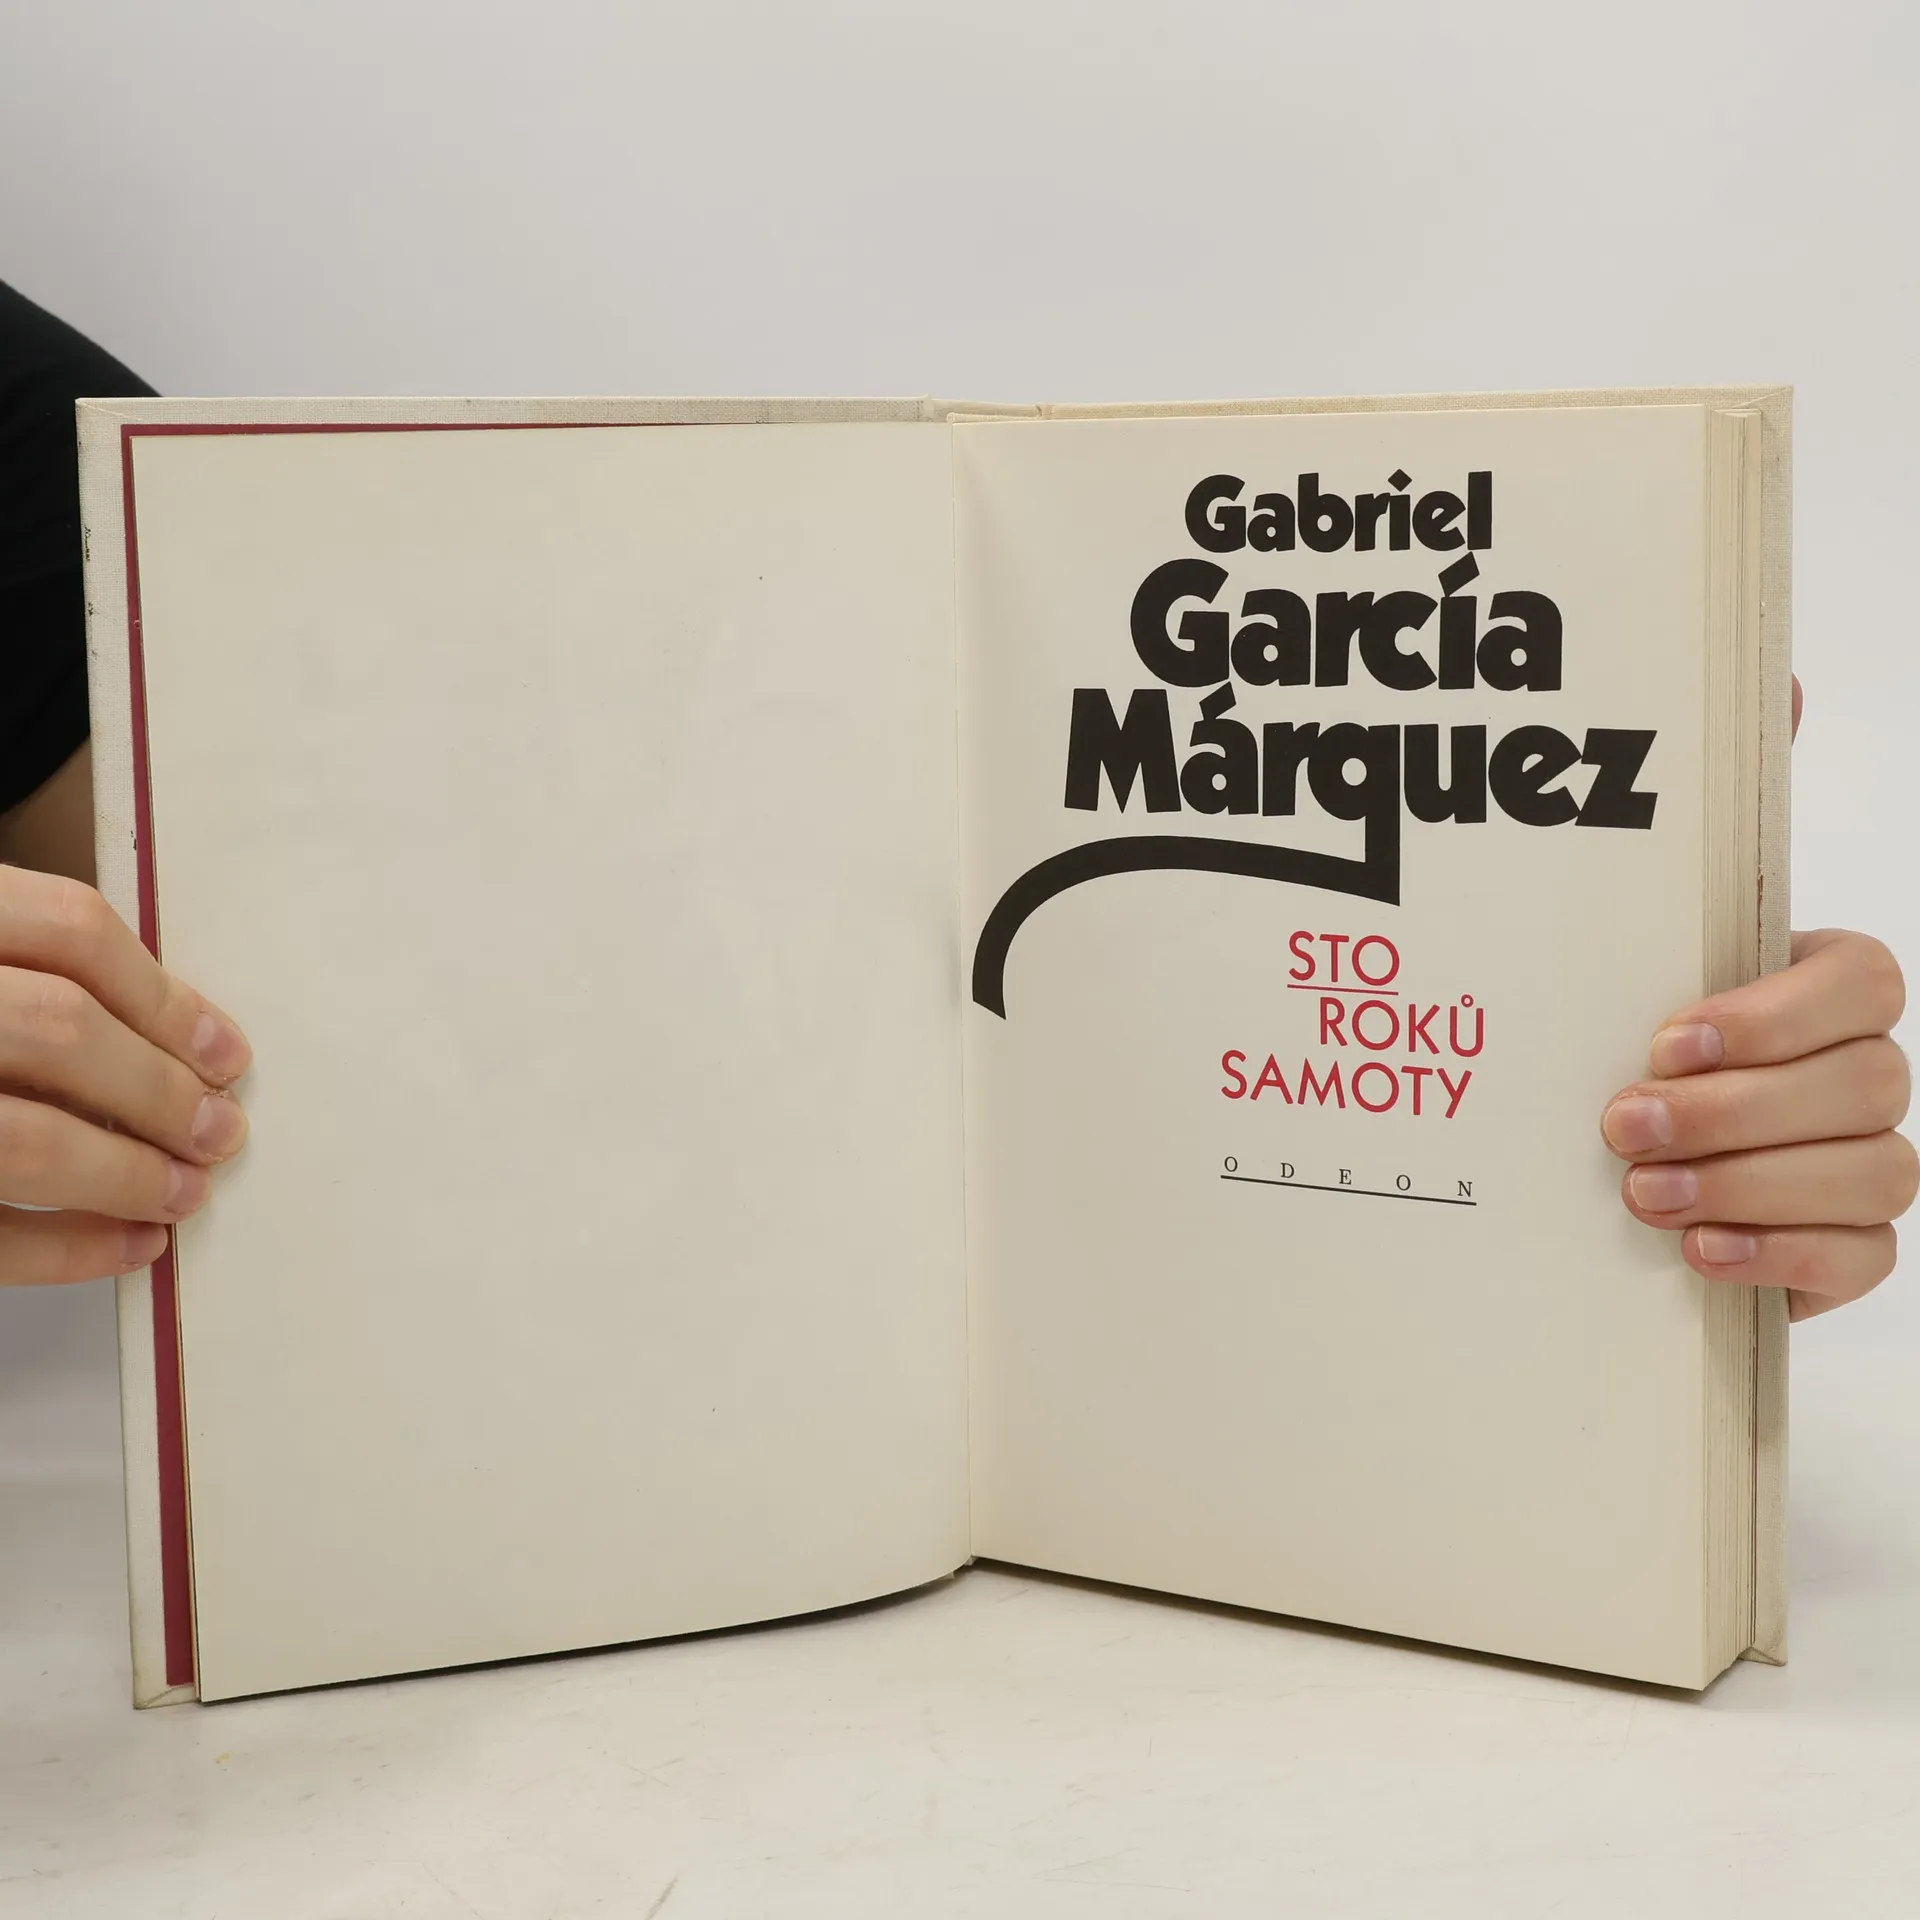 Gabriel
García
Márquez
STO
ROKŮ
SAMOTY
ODEON